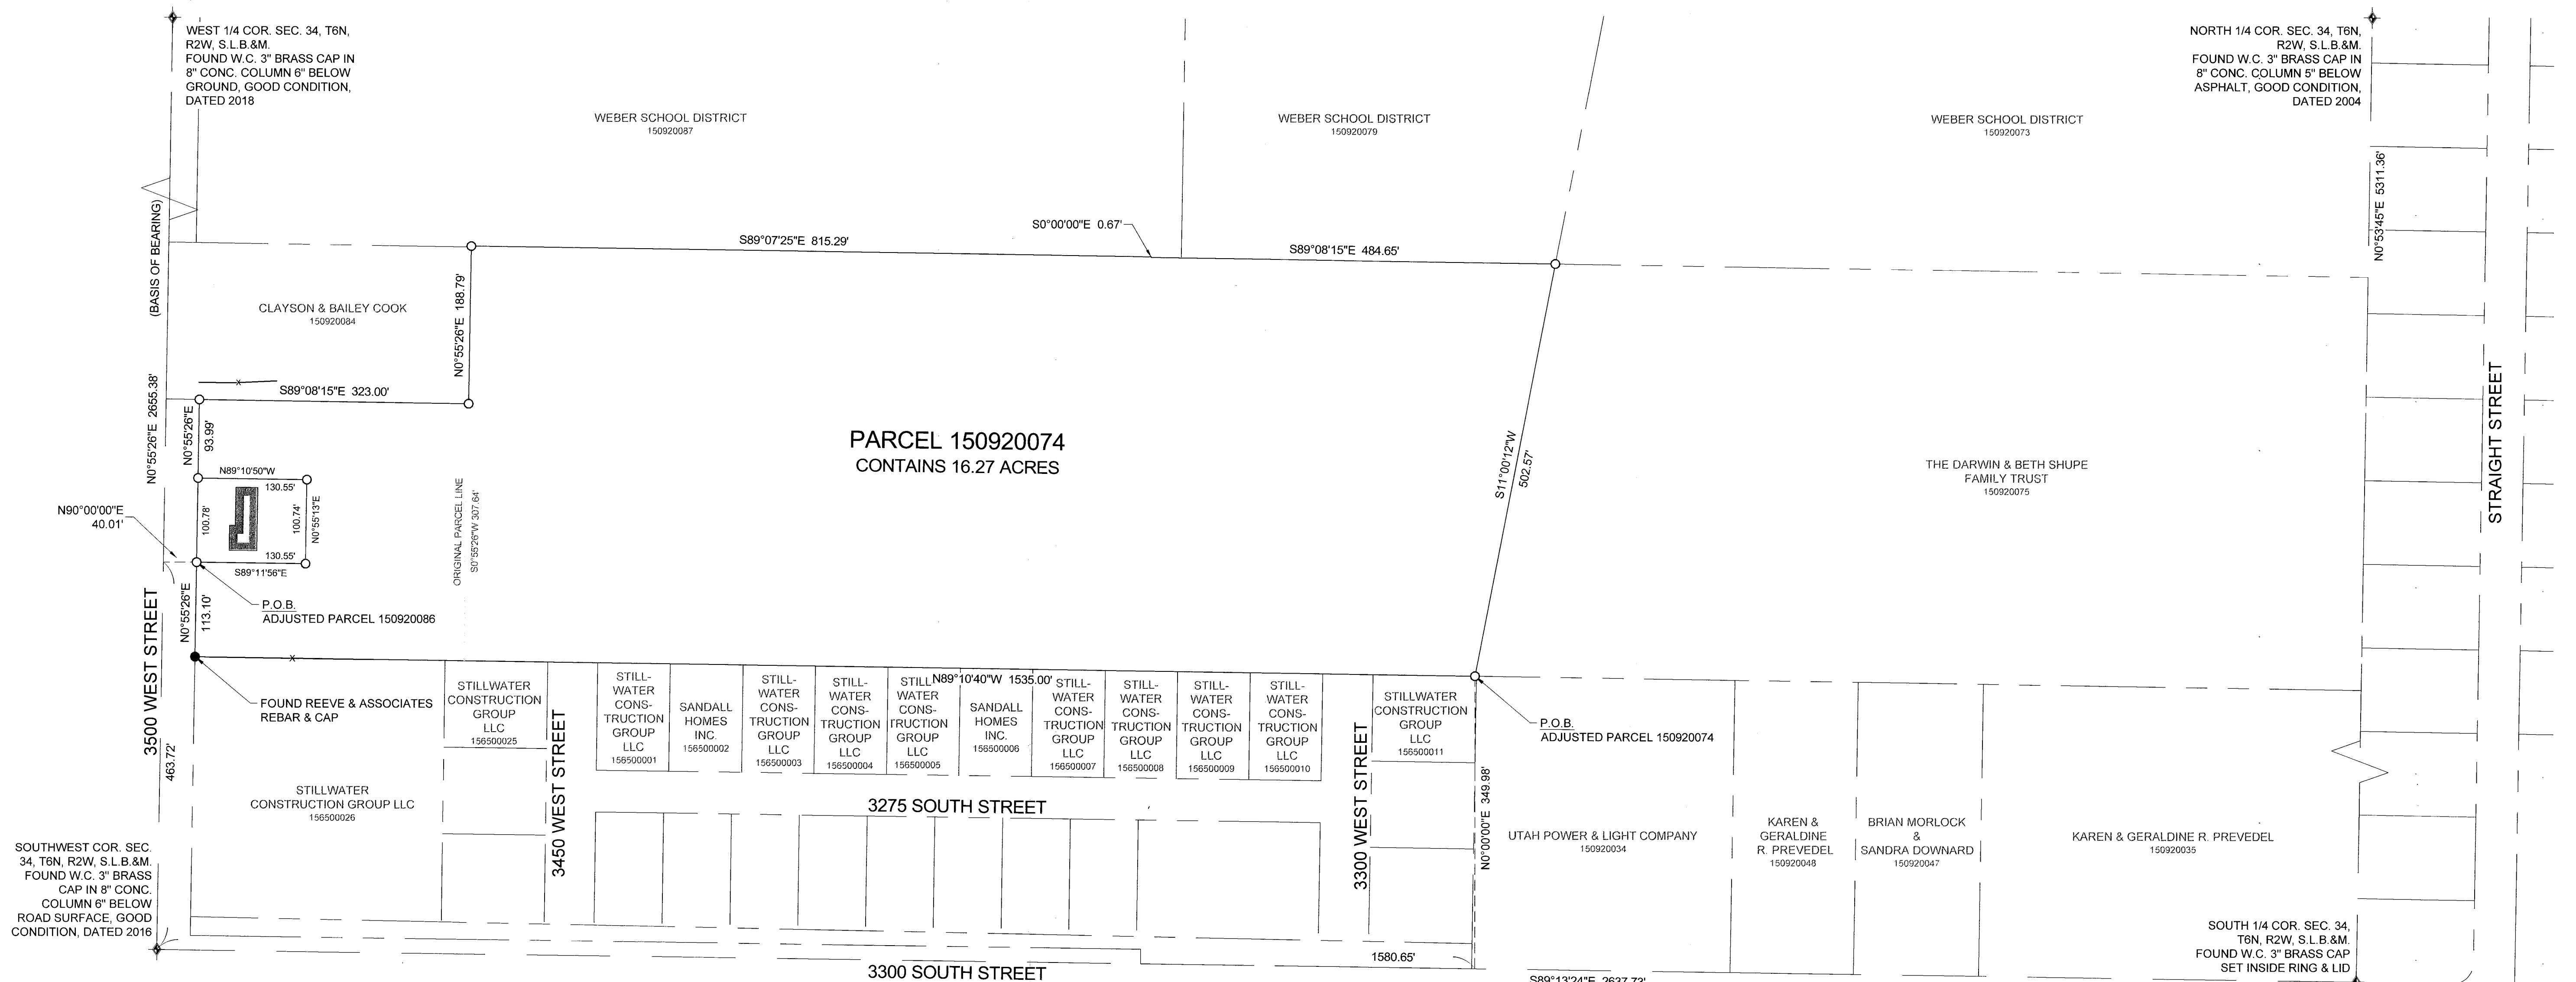 WEST 1/4 COR. SEC. 34, T6N,
R2W, S.L.B.&M.
FOUND W.C. 3" BRASS CAP IN
8" CONC. COLUMN 6" BELOW
GROUND, GOOD CONDITION,
DATED 2018
NORTH 1/4 COR. SEC. 34, T6N,
R2W, S.L.B.&M.
FOUND W.C. 3" BRASS CAP IN
8" CONC. COLUMN 5" BELOW
ASPHALT, GOOD CONDITION,
DATED 2004
WEBER SCHOOL DISTRICT
150920087
WEBER SCHOOL DISTRICT
150920079
WEBER SCHOOL DISTRICT
150920073
N0°53'45"E 5311.36'
(BASIS OF BEARING)
N0°55'26"E 2655.38'
S89°07'25"E 815.29'
S0°00'00"E 0.67'
S89°08'15"E 484.65'
CLAYSON & BAILEY COOK
150920084
N0°55'26"E 188.79'
x
S89°08'15"E 323.00'
N0°55'26"E
93.99'
N89°10'50"W
130.55'
100.78'
100.74'
N0°55'13"E
130.55'
S89°11'56"E
N90°00'00"E
40.01'
N0°55'26"E
113.10'
P.O.B.
ADJUSTED PARCEL 150920086
ORIGINAL PARCEL LINE
S0°55'26"W 307.64'
PARCEL 150920074
CONTAINS 16.27 ACRES
S11°00'12"W
502.57'
THE DARWIN & BETH SHUPE
FAMILY TRUST
150920075
STRAIGHT STREET
3500 WEST STREET
x
FOUND REEVE & ASSOCIATES
REBAR & CAP
463.72'
N89°10'40"W 1535.00'
STILLWATER
CONSTRUCTION
GROUP
LLC
156500025
3450 WEST STREET
STILL-
WATER
CONS-
TRUCTION
GROUP
LLC
156500001
SANDALL
HOMES
INC.
156500002
STILL-
WATER
CONS-
TRUCTION
GROUP
LLC
156500003
STILL-
WATER
CONS-
TRUCTION
GROUP
LLC
156500004
STILL-
WATER
CONS-
TRUCTION
GROUP
LLC
156500005
SANDALL
HOMES
INC.
156500006
STILL-
WATER
CONS-
TRUCTION
GROUP
LLC
156500007
STILL-
WATER
CONS-
TRUCTION
GROUP
LLC
156500008
STILL-
WATER
CONS-
TRUCTION
GROUP
LLC
156500009
STILL-
WATER
CONS-
TRUCTION
GROUP
LLC
156500010
3300 WEST STREET
STILLWATER
CONSTRUCTION
GROUP
LLC
156500011
P.O.B.
ADJUSTED PARCEL 150920074
N0°00'00"E 349.98'
STILLWATER
CONSTRUCTION GROUP LLC
156500026
3275 SOUTH STREET
UTAH POWER & LIGHT COMPANY
150920034
KAREN &
GERALDINE
R. PREVEDEL
150920048
BRIAN MORLOCK
&
SANDRA DOWNARD
150920047
KAREN & GERALDINE R. PREVEDEL
150920035
SOUTHWEST COR. SEC.
34, T6N, R2W, S.L.B.&M.
FOUND W.C. 3" BRASS
CAP IN 8" CONC.
COLUMN 6" BELOW
ROAD SURFACE, GOOD
CONDITION, DATED 2016
3300 SOUTH STREET
1580.65'
S89°13'24"E 2637.73'
SOUTH 1/4 COR. SEC. 34,
T6N, R2W, S.L.B.&M.
FOUND W.C. 3" BRASS CAP
SET INSIDE RING & LID